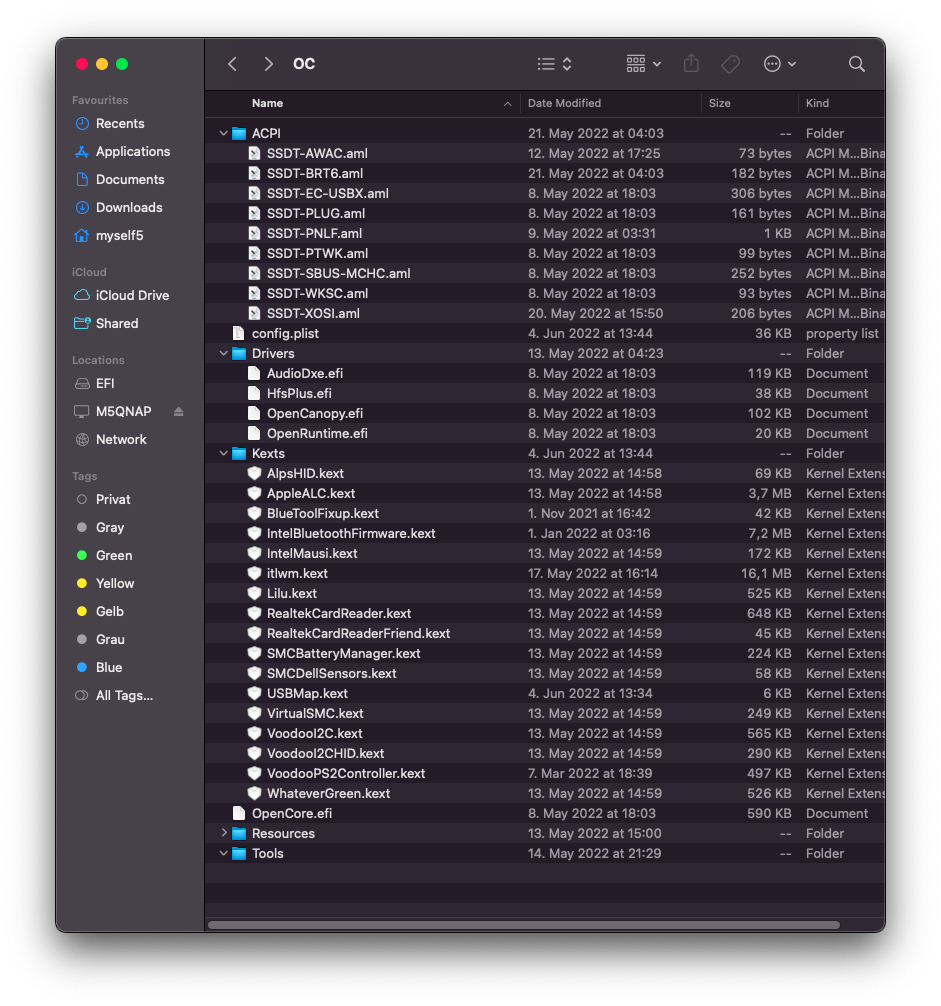 OC
Favourites
Recents
Applications
Documents
Downloads
myself5
iCloud
iCloud Drive
Shared
Locations
EFI
M5QNAP
Network
Tags
Privat
Gray
Green
Yellow
Gelb
Grau
Blue
All Tags...
Name Date Modified Size Kind
ACPI 21. May 2022 at 04:03 -- Folder
SSDT-AWAC.aml 12. May 2022 at 17:25 73 bytes ACPI M...Bina
SSDT-BRT6.aml 21. May 2022 at 04:03 182 bytes ACPI M...Bina
SSDT-EC-USBX.aml 8. May 2022 at 18:03 306 bytes ACPI M...Bina
SSDT-PLUG.aml 8. May 2022 at 18:03 161 bytes ACPI M...Bina
SSDT-PNLF.aml 9. May 2022 at 03:31 1 KB ACPI M...Bina
SSDT-PTWK.aml 8. May 2022 at 18:03 99 bytes ACPI M...Bina
SSDT-SBUS-MCHC.aml 8. May 2022 at 18:03 252 bytes ACPI M...Bina
SSDT-WKSC.aml 8. May 2022 at 18:03 93 bytes ACPI M...Bina
SSDT-XOSI.aml 20. May 2022 at 15:50 206 bytes ACPI M...Bina
config.plist 4. Jun 2022 at 13:44 36 KB property list
Drivers 13. May 2022 at 04:23 -- Folder
AudioDxe.efi 8. May 2022 at 18:03 119 KB Document
HfsPlus.efi 8. May 2022 at 18:03 38 KB Document
OpenCanopy.efi 8. May 2022 at 18:03 102 KB Document
OpenRuntime.efi 8. May 2022 at 18:03 20 KB Document
Kexts 4. Jun 2022 at 13:44 -- Folder
AlpsHID.kext 13. May 2022 at 14:58 69 KB Kernel Extens
AppleALC.kext 13. May 2022 at 14:58 3,7 MB Kernel Extens
BlueToolFixup.kext 1. Nov 2021 at 16:42 42 KB Kernel Extens
IntelBluetoothFirmware.kext 1. Jan 2022 at 03:16 7,2 MB Kernel Extens
IntelMausi.kext 13. May 2022 at 14:59 172 KB Kernel Extens
itlwm.kext 17. May 2022 at 16:14 16,1 MB Kernel Extens
Lilu.kext 13. May 2022 at 14:59 525 KB Kernel Extens
RealtekCardReader.kext 13. May 2022 at 14:59 648 KB Kernel Extens
RealtekCardReaderFriend.kext 13. May 2022 at 14:59 45 KB Kernel Extens
SMCBatteryManager.kext 13. May 2022 at 14:59 224 KB Kernel Extens
SMCDellSensors.kext 13. May 2022 at 14:59 58 KB Kernel Extens
USBMap.kext 4. Jun 2022 at 13:34 6 KB Kernel Extens
VirtualSMC.kext 13. May 2022 at 14:59 249 KB Kernel Extens
VoodooI2C.kext 13. May 2022 at 14:59 565 KB Kernel Extens
VoodooI2CHID.kext 13. May 2022 at 14:59 290 KB Kernel Extens
VoodooPS2Controller.kext 7. Mar 2022 at 18:39 497 KB Kernel Extens
WhateverGreen.kext 13. May 2022 at 14:59 526 KB Kernel Extens
OpenCore.efi 8. May 2022 at 18:03 590 KB Document
Resources 13. May 2022 at 15:00 -- Folder
Tools 14. May 2022 at 21:29 -- Folder